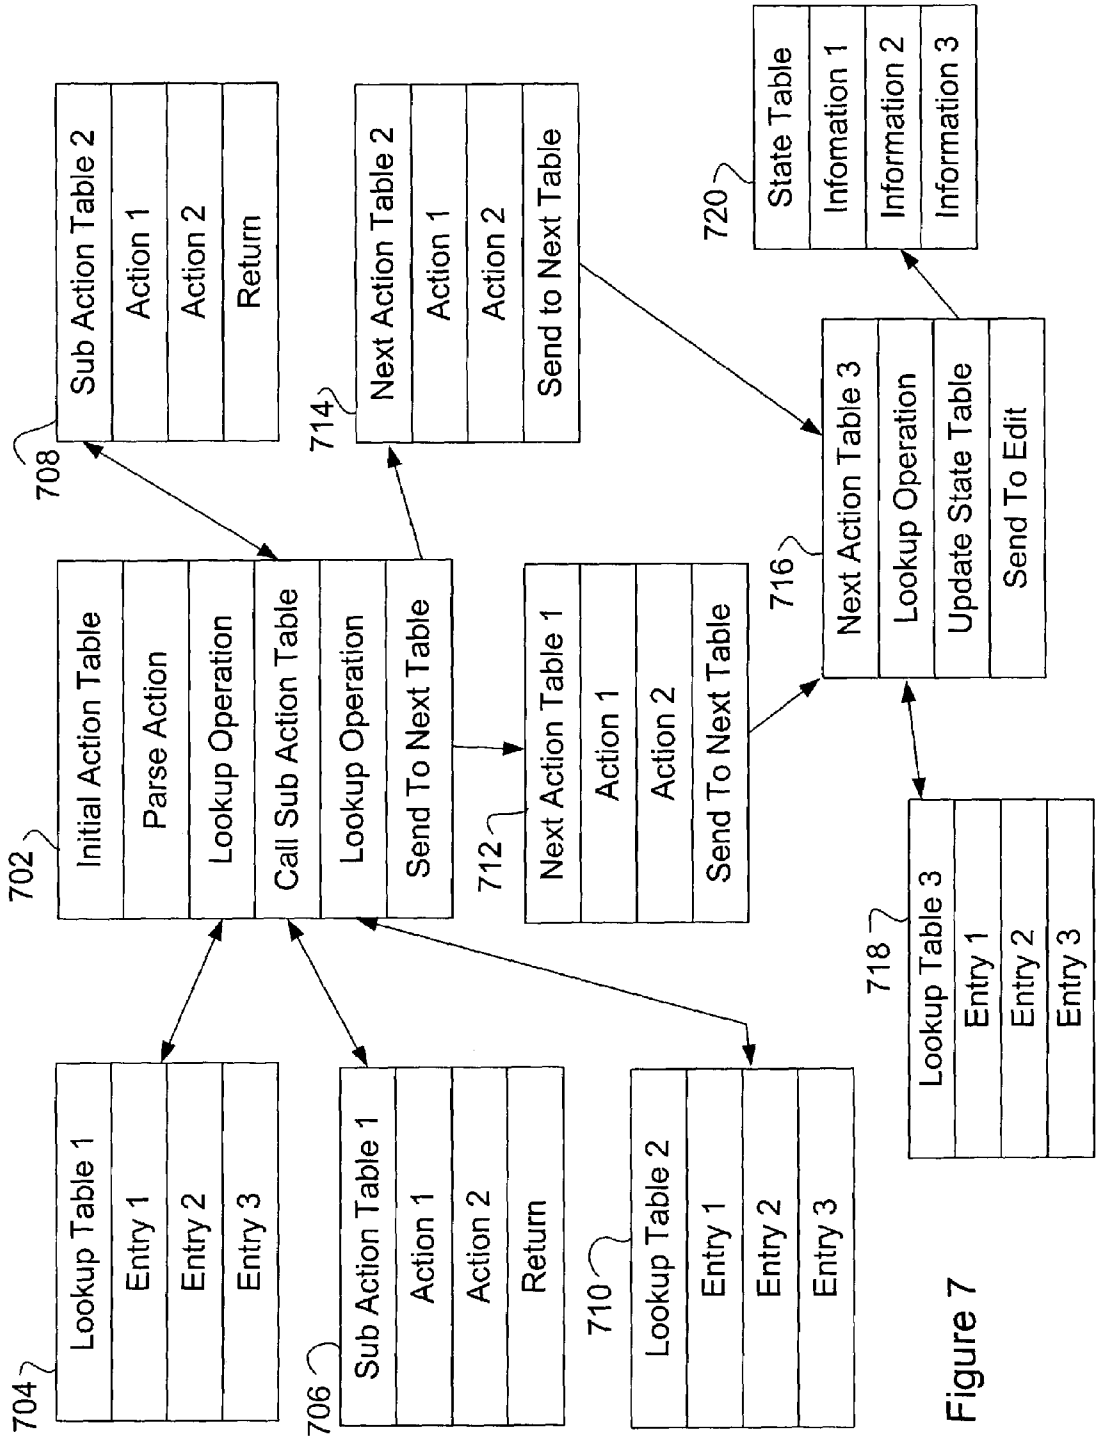 704
Lookup Table 1
Entry 1
Entry 2
Entry 3
706
Sub Action Table 1
Action 1
Action 2
Return
710
Lookup Table 2
Entry 1
Entry 2
Entry 3
702
Initial Action Table
Parse Action
Lookup Operation
Call Sub Action Table
Lookup Operation
Send To Next Table
708
Sub Action Table 2
Action 1
Action 2
Return
712
Next Action Table 1
Action 1
Action 2
Send To Next Table
714
Next Action Table 2
Action 1
Action 2
Send to Next Table
718
Lookup Table 3
Entry 1
Entry 2
Entry 3
716
Next Action Table 3
Lookup Operation
Update State Table
Send To Edit
720
State Table
Infomation 1
Information 2
Information 3
Figure 7